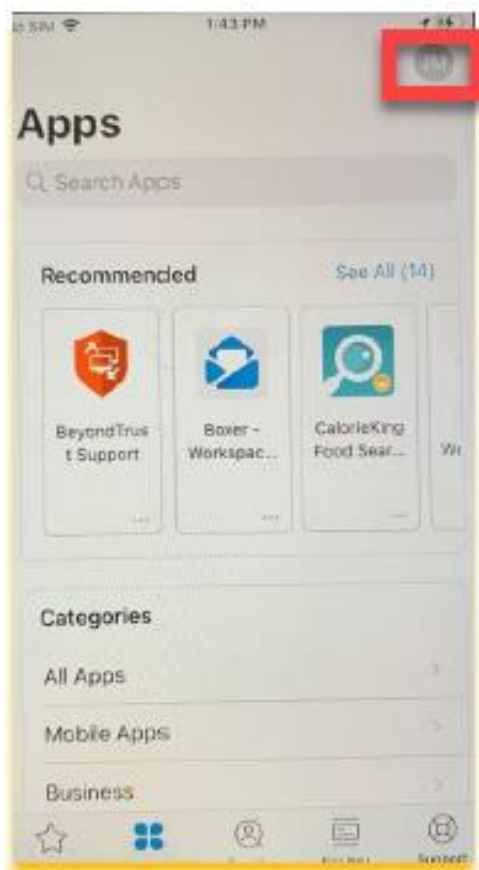 1:43 PM
Apps
Search Apps
Recommended
See All (14)
BeyondTrus
t Support
Boxer -
Workspac...
CalorieKing
Food Sear...
Categories
All Apps
Mobile Apps
Business
Support